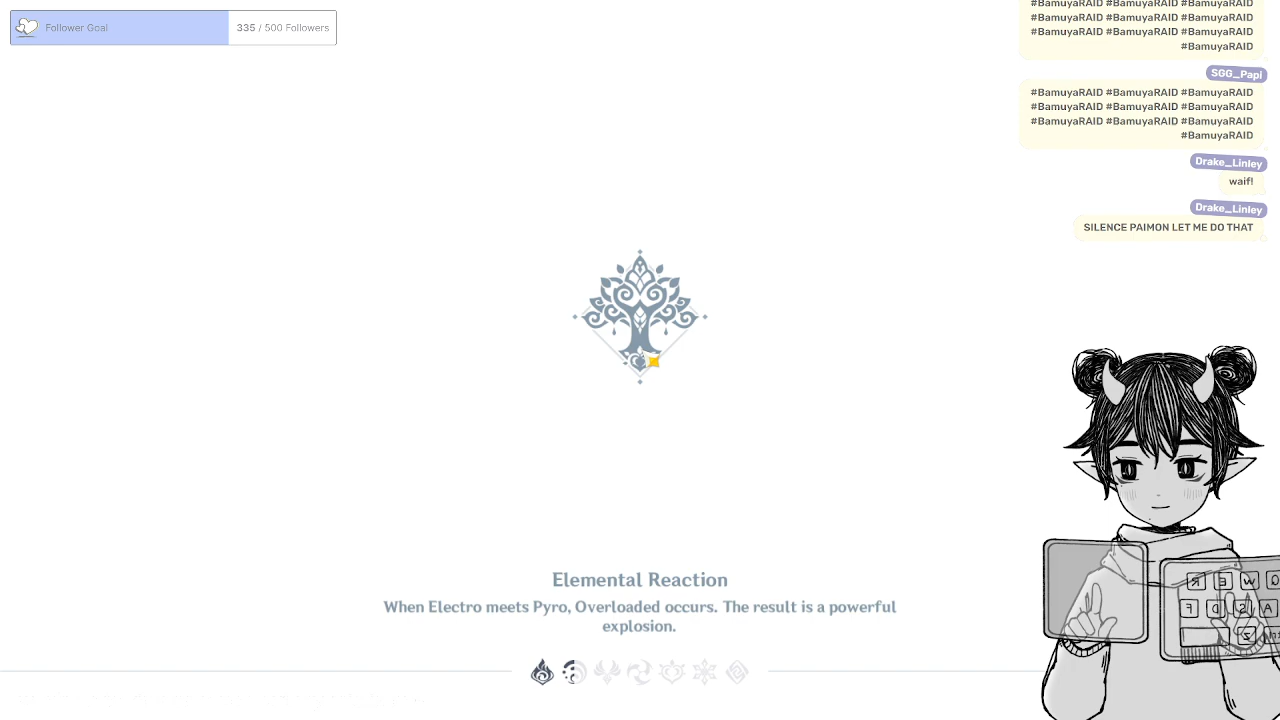 Follower Goal
335 / 500 Followers
#BamuyaRAID #BamuyaRAID #BamuyaRAID
#BamuyaRAID #BamuyaRAID #BamuyaRAID
#BamuyaRAID #BamuyaRAID #BamuyaRAID
#BamuyaRAID
SGG_Papi
#BamuyaRAID #BamuyaRAID #BamuyaRAID
#BamuyaRAID #BamuyaRAID #BamuyaRAID
#BamuyaRAID #BamuyaRAID #BamuyaRAID
#BamuyaRAID
Drake_Linley
waif!
Drake_Linley
SILENCE PAIMON LET ME DO THAT
Elemental Reaction
When Electro meets Pyro, Overloaded occurs. The result is a powerful
explosion.
R E W Q
F D S A
Z